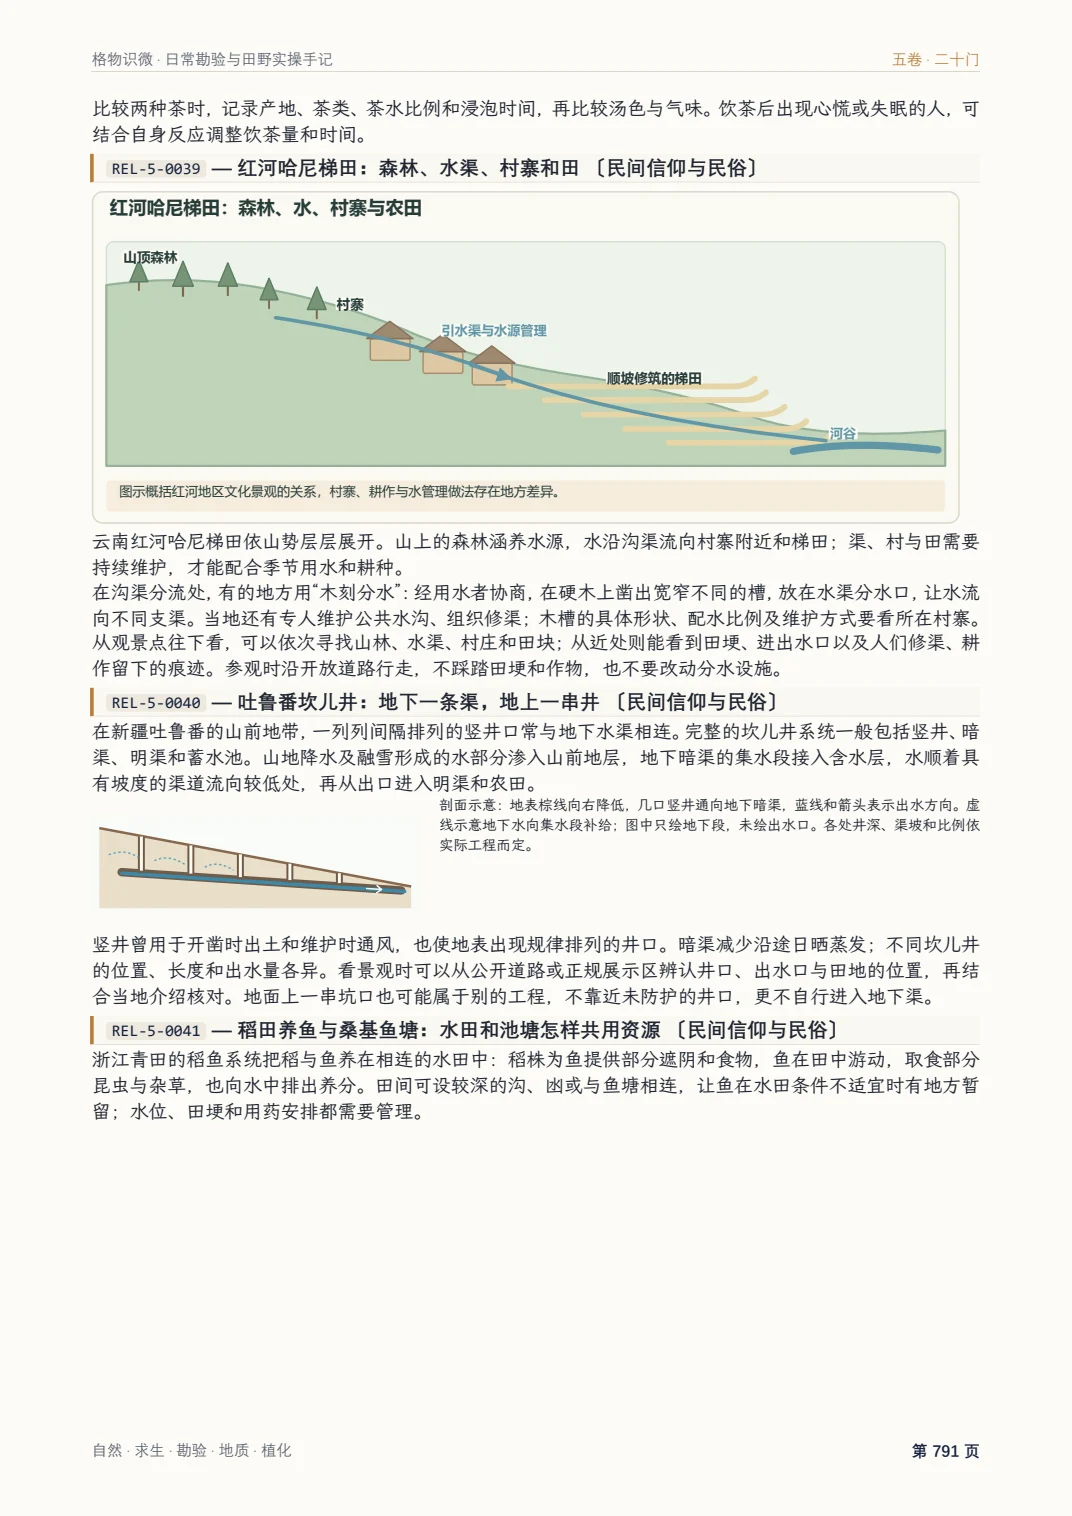 格物识微 · 日常勘验与田野实操手记
五卷 · 二十门
比较两种茶时，记录产地、茶类、茶水比例和浸泡时间，再比较汤色与气味。饮茶后出现心慌或失眠的人，可
结合自身反应调整饮茶量和时间。
REL-5-0039 — 红河哈尼梯田：森林、水渠、村寨和田 〔民间信仰与民俗〕
红河哈尼梯田：森林、水、村寨与农田
山顶森林
村寨
引水渠与水源管理
顺坡修筑的梯田
河谷
图示概括红河地区文化景观的关系，村寨、耕作与水管理做法存在地方差异。
云南红河哈尼梯田依山势层层展开。山上的森林涵养水源，水沿沟渠流向村寨附近和梯田；渠、村与田需要
持续维护，才能配合季节用水和耕种。
在沟渠分流处，有的地方用“木刻分水”：经用水者协商，在硬木上凿出宽窄不同的槽，放在水渠分水口，让水流
向不同支渠。当地还有专人维护公共水沟、组织修渠；木槽的具体形状、配水比例及维护方式要看所在村寨。
从观景点往下看，可以依次寻找山林、水渠、村庄和田块；从近处则能看到田埂、进出水口以及人们修渠、耕
作留下的痕迹。参观时沿开放道路行走，不踩踏田埂和作物，也不要改动分水设施。
REL-5-0040 — 吐鲁番坎儿井：地下一条渠，地上一串井 〔民间信仰与民俗〕
在新疆吐鲁番的山前地带，一列列间隔排列的竖井口常与地下水渠相连。完整的坎儿井系统一般包括竖井、暗
渠、明渠和蓄水池。山地降水及融雪形成的水部分渗入山前地层，地下暗渠的集水段接入含水层，水顺着具
有坡度的渠道流向较低处，再从出口进入明渠和农田。
剖面示意：地表棕线向右降低，几口竖井通向地下暗渠，蓝线和箭头表示出水方向。虚
线示意地下水向集水段补给；图中只绘地下段，未绘出水口。各处井深、渠坡和比例依
实际工程而定。
竖井曾用于开凿时出土和维护时通风，也使地表出现规律排列的井口。暗渠减少沿途日晒蒸发；不同坎儿井
的位置、长度和出水量各异。看景观时可以从公开道路或正规展示区辨认井口、出水口与田地的位置，再结
合当地介绍核对。地面上一串坑口也可能属于别的工程，不靠近未防护的井口，更不自行进入地下渠。
REL-5-0041 — 稻田养鱼与桑基鱼塘：水田和池塘怎样共用资源 〔民间信仰与民俗〕
浙江青田的稻鱼系统把稻与鱼养在相连的水田中：稻株为鱼提供部分遮阴和食物，鱼在田中游动，取食部分
昆虫与杂草，也向水中排出养分。田间可设较深的沟、凼或与鱼塘相连，让鱼在水田条件不适宜时有地方暂
留；水位、田埂和用药安排都需要管理。
自然 · 求生 · 勘验 · 地质 · 植化
第 791 页